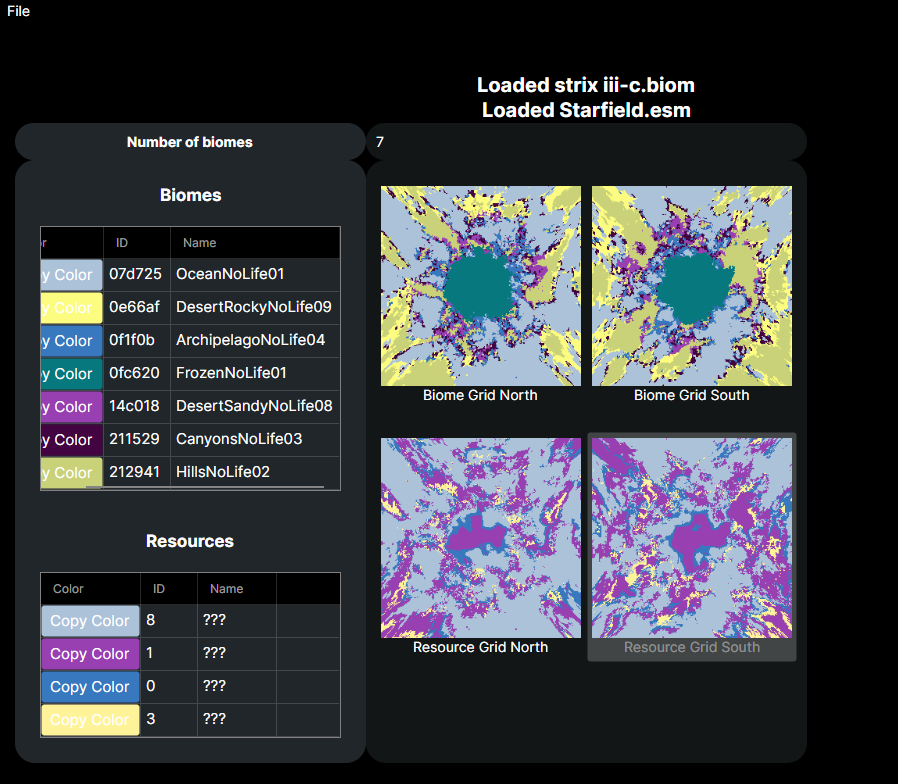 File
Loaded strix iii-c.biom
Loaded Starfield.esm
Number of biomes 7
Biomes
r ID Name
y Color 07d725 OceanNoLife01
y Color 0e66af DesertRockyNoLife09
y Color 0f1f0b ArchipelagoNoLife04
y Color 0fc620 FrozenNoLife01
y Color 14c018 DesertSandyNoLife08
y Color 211529 CanyonsNoLife03
y Color 212941 HillsNoLife02
Biome Grid North Biome Grid South
Resources
Color ID Name
Copy Color 8 ???
Copy Color 1 ???
Copy Color 0 ???
Copy Color 3 ???
Resource Grid North Resource Grid South